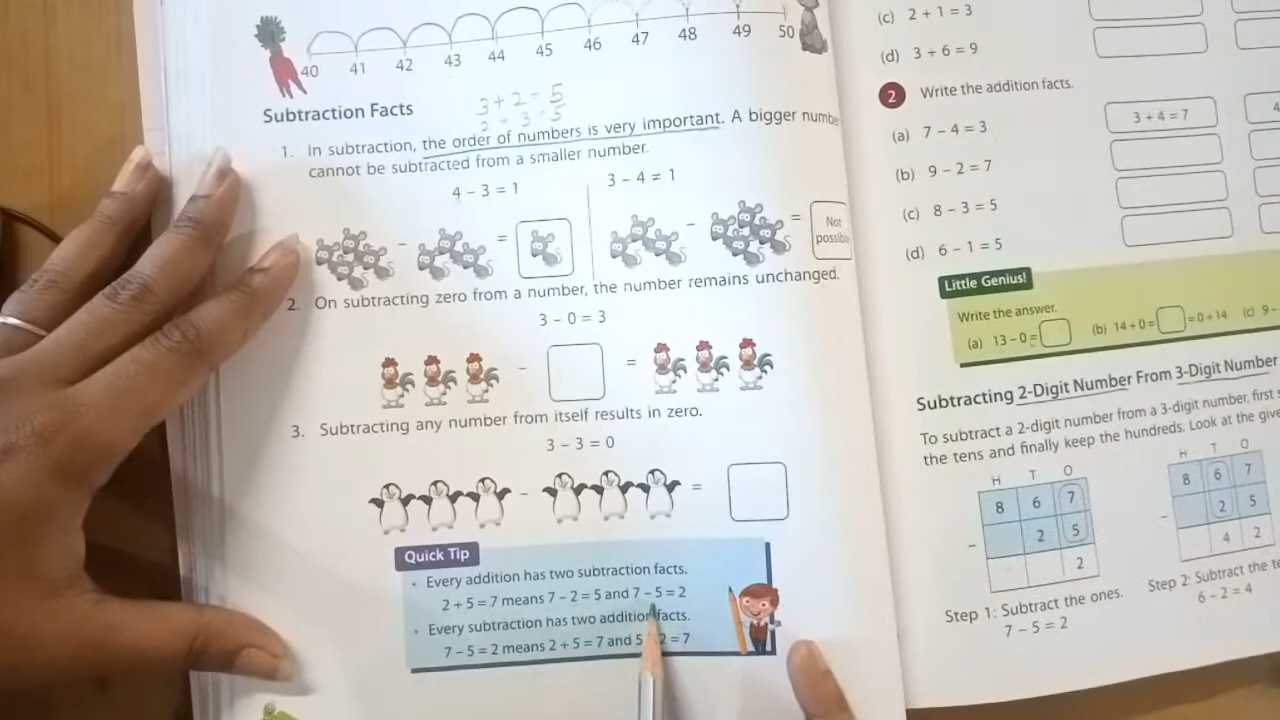 40 41 42 43 44 45 46 47 48 49 50
Subtraction Facts
3 + 2 = 5
2 + 3 = 5
1. In subtraction, the order of numbers is very important. A bigger numbe
cannot be subtracted from a smaller number.
4 – 3 = 1
3 – 4 ≠ 1
– = – = Not
possib
2. On subtracting zero from a number, the number remains unchanged.
3 – 0 = 3
– =
3. Subtracting any number from itself results in zero.
3 – 3 = 0
– =
Quick Tip
• Every addition has two subtraction facts.
2 + 5 = 7 means 7 – 2 = 5 and 7 – 5 = 2
• Every subtraction has two addition facts.
7 – 5 = 2 means 2 + 5 = 7 and 5 2 = 7
(c) 2 + 1 = 3
(d) 3 + 6 = 9
2 Write the addition facts.
(a) 7 – 4 = 3 3 + 4 = 7 4
(b) 9 – 2 = 7
(c) 8 – 3 = 5
(d) 6 – 1 = 5
Little Genius!
Write the answer.
(a) 13 – 0 = (b) 14 + 0 = = 0 + 14 (c) 9 –
Subtracting 2-Digit Number From 3-Digit Number
To subtract a 2-digit number from a 3-digit number, first s
the tens and finally keep the hundreds. Look at the give
H T O
8 6 7
– 2 5
2
Step 1: Subtract the ones.
7 – 5 = 2
H T O
8 6 7
– 2 5
4 2
Step 2: Subtract the te
6 – 2 = 4